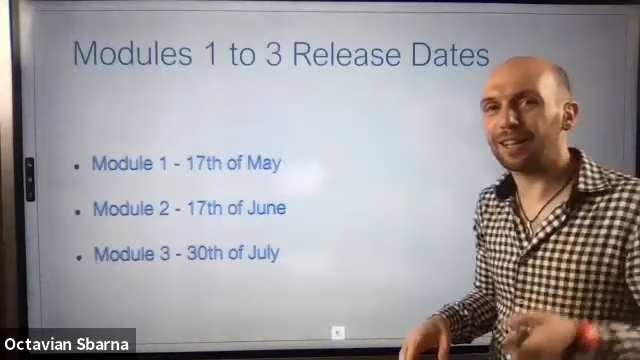 Modules 1 to 3 Release Dates
• Module 1 - 17th of May
• Module 2 - 17th of June
• Module 3 - 30th of July
Octavian Sbarna